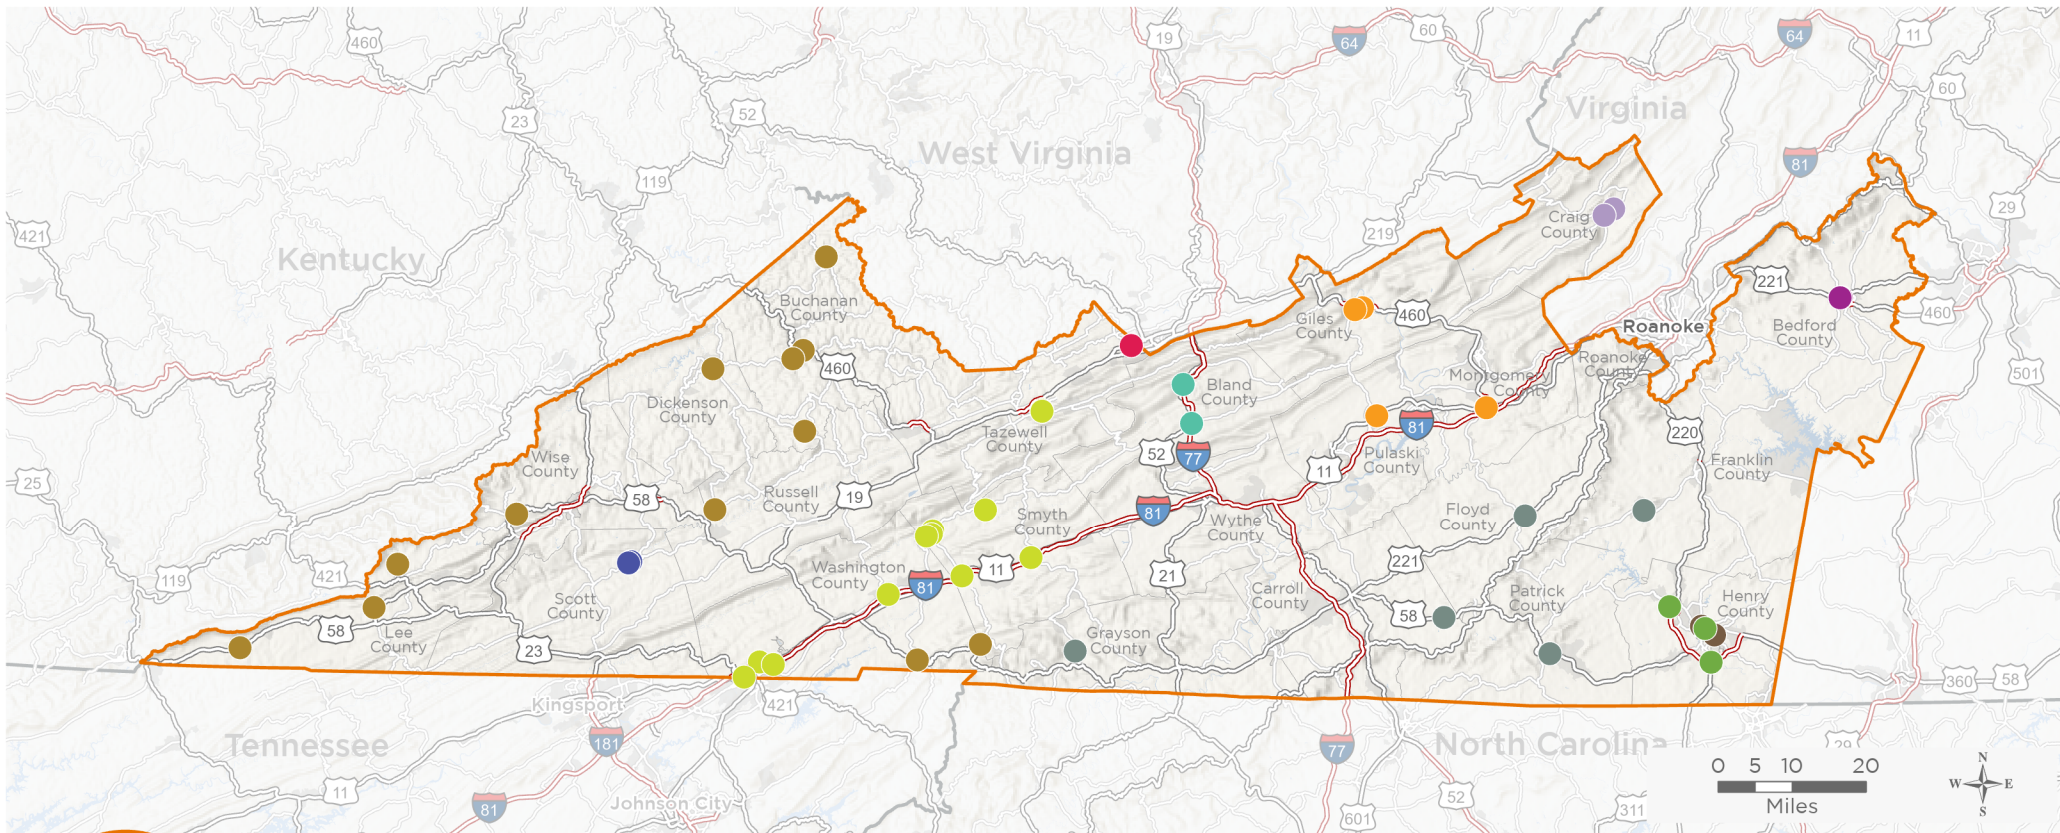 460
19
64
60
64
11
Virginia
60
23
52
West Virginia
81
119
29
421
219
Craig
County
Kentucky
221
Buchanan
County
460
Giles
County
460
Roanoke
Bedford
County
Roanoke
County
460
Montgomery
County
501
Bland
County
Dickenson
County
Tazewell
County
81
220
52
77
Pulaski
County
11
Wise
County
Franklin
County
25
58
Russell
County
19
Smyth
County
81
Wythe
County
Floyd
County
221
119
421
Washington
County
81
11
21
Carroll
County
Scott
County
58
Patrick
County
Henry
County
58
Lee
County
23
Grayson
County
360
58
Kingsport
421
Tennessee
181
77
North Carolina
29
0 5 10 20
Miles
N
W E
S
11
81
Johnson City
52
601
311